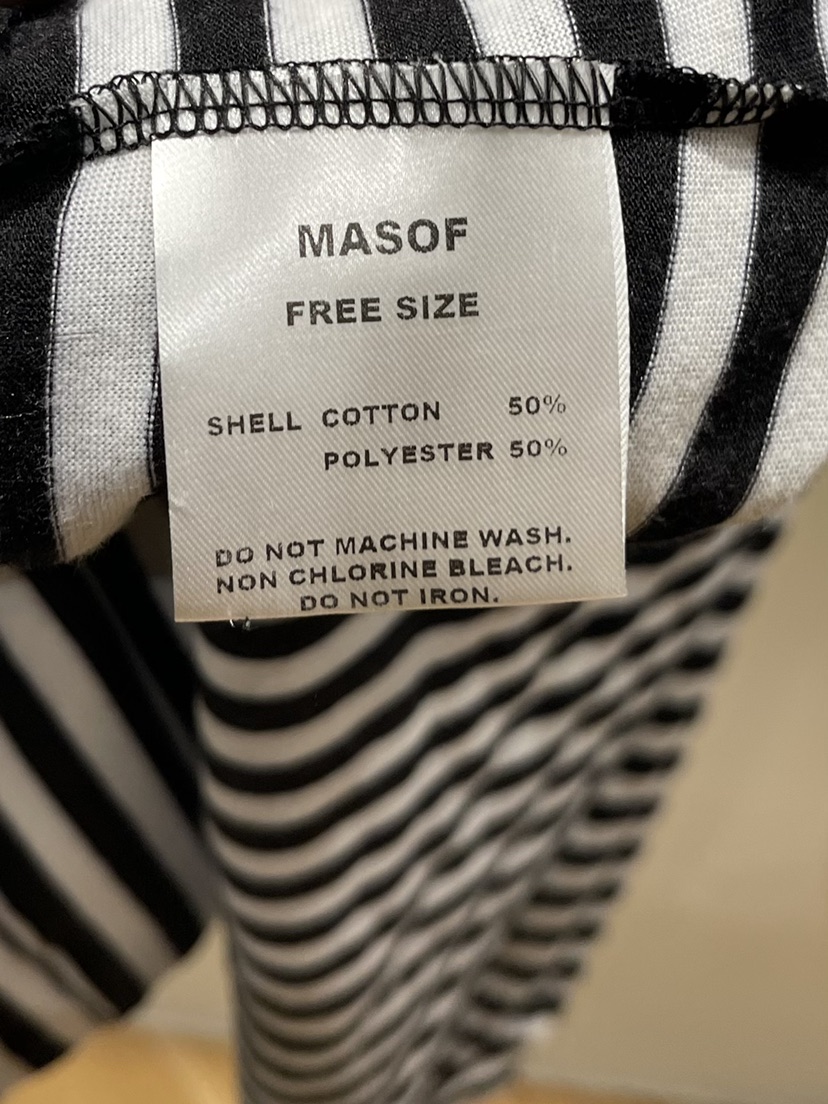 MASOF
FREE SIZE
SHELL COTTON 50%
POLYESTER 50%
DO NOT MACHINE WASH.
NON CHLORINE BLEACH.
DO NOT IRON.